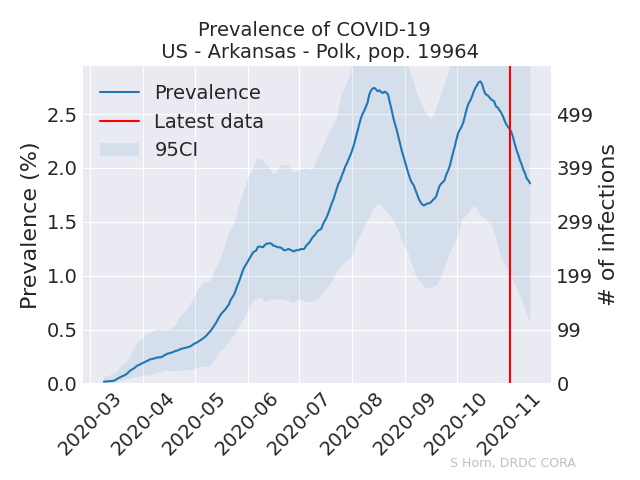 Prevalence of COVID-19
US - Arkansas - Polk, pop. 19964
Prevalence
Latest data
95CI
Prevalence (%)
2.5
2.0
1.5
1.0
0.5
0.0
499
399
299
199
99
0
# of infections
2020-03
2020-04
2020-05
2020-06
2020-07
2020-08
2020-09
2020-10
2020-11
S Horn, DRDC CORA